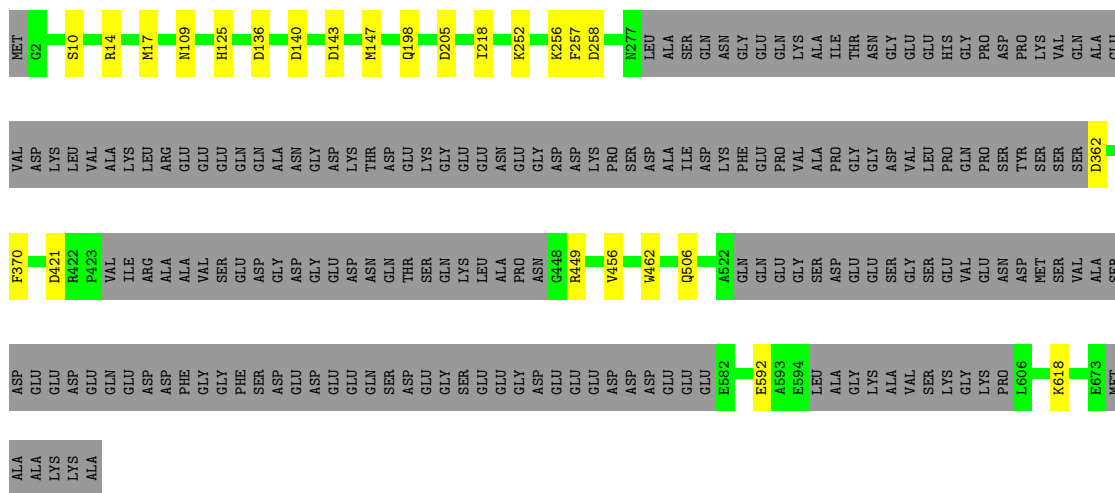 MET G2 S10 R14 M17 N109 H125 D136 D140 D143 M147 Q198 D205 I218 K252 K256 F257 D258 N277 LEU ALA SER GLN ASN GLY GLU GLN LYS ALA ILE THR ASN GLY GLU GLU HIS GLY PRO ASP PRO LYS VAL GLN ALA GLU
VAL ASP LYS LEU VAL ALA LYS LEU ARG GLU GLU GLU GLN GLN ALA ASN GLY ASP LYS THR ASP GLU LYS GLY GLU GLU ASN GLU GLY ASP ASP LYS PRO SER ASP ALA ILE ASP LYS PHE GLU PRO VAL ALA PRO GLY GLY ASP VAL LEU PRO GLN PRO SER TYR SER SER SER D362
F370 D421 R422 P423 VAL ILE ARG ALA ALA VAL SER GLU ASP GLY ASP GLY GLU ASP ASN GLN THR SER GLN LYS LEU ALA PRO ASN G448 R449 V456 W462 Q506 A522 GLN GLN GLU GLY SER ASP GLU GLU SER GLY SER GLU VAL GLU ASN ASP MET SER VAL ALA SER
ASP GLU GLU ASP GLU GLN GLU ASP ASP PHE GLY GLY PHE SER ASP GLU ASP GLU GLU GLN SER ASP GLU GLY SER GLU GLU GLY ASP GLU GLU GLU ASP ASP ASP GLU GLU GLU E582 E592 A593 E594 LEU ALA GLY LYS ALA VAL SER LYS GLY LYS PRO L606 K618 E673 MET
ALA ALA LYS LYS ALA